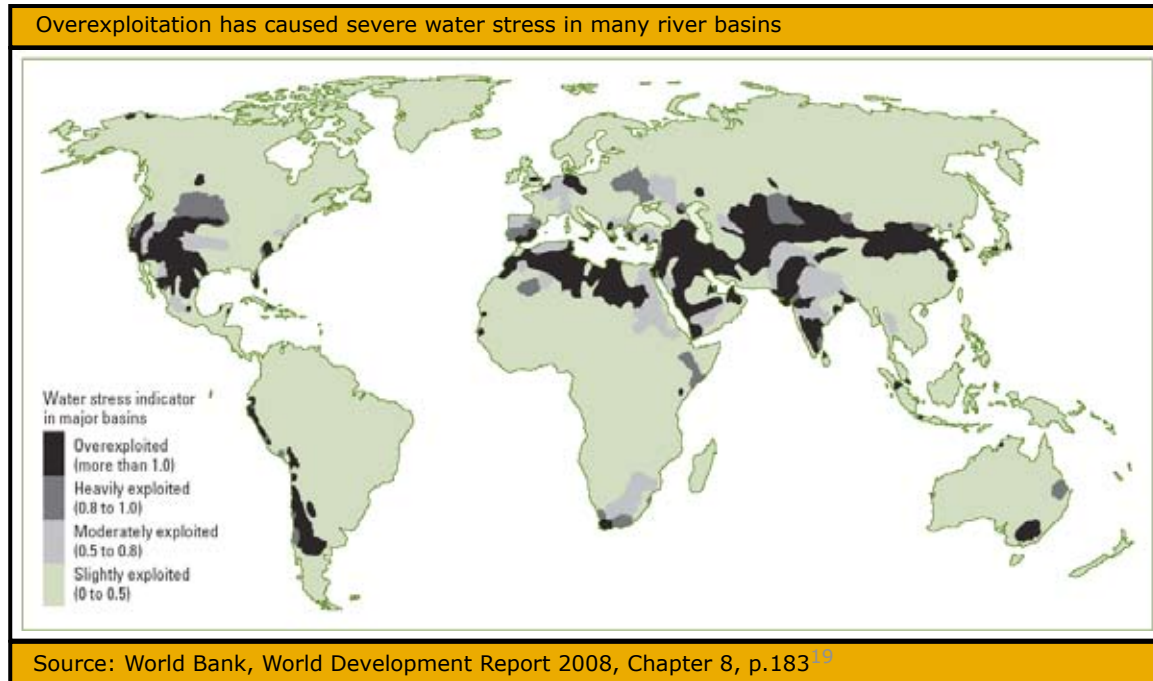 Overexploitation has caused severe water stress in many river basins
Water stress indicator
in major basins
Overexploited
(more than 1.0)
Heavily exploited
(0.8 to 1.0)
Moderately exploited
(0.5 to 0.8)
Slightly exploited
(0 to 0.5)
Source: World Bank, World Development Report 2008, Chapter 8, p.183¹⁹